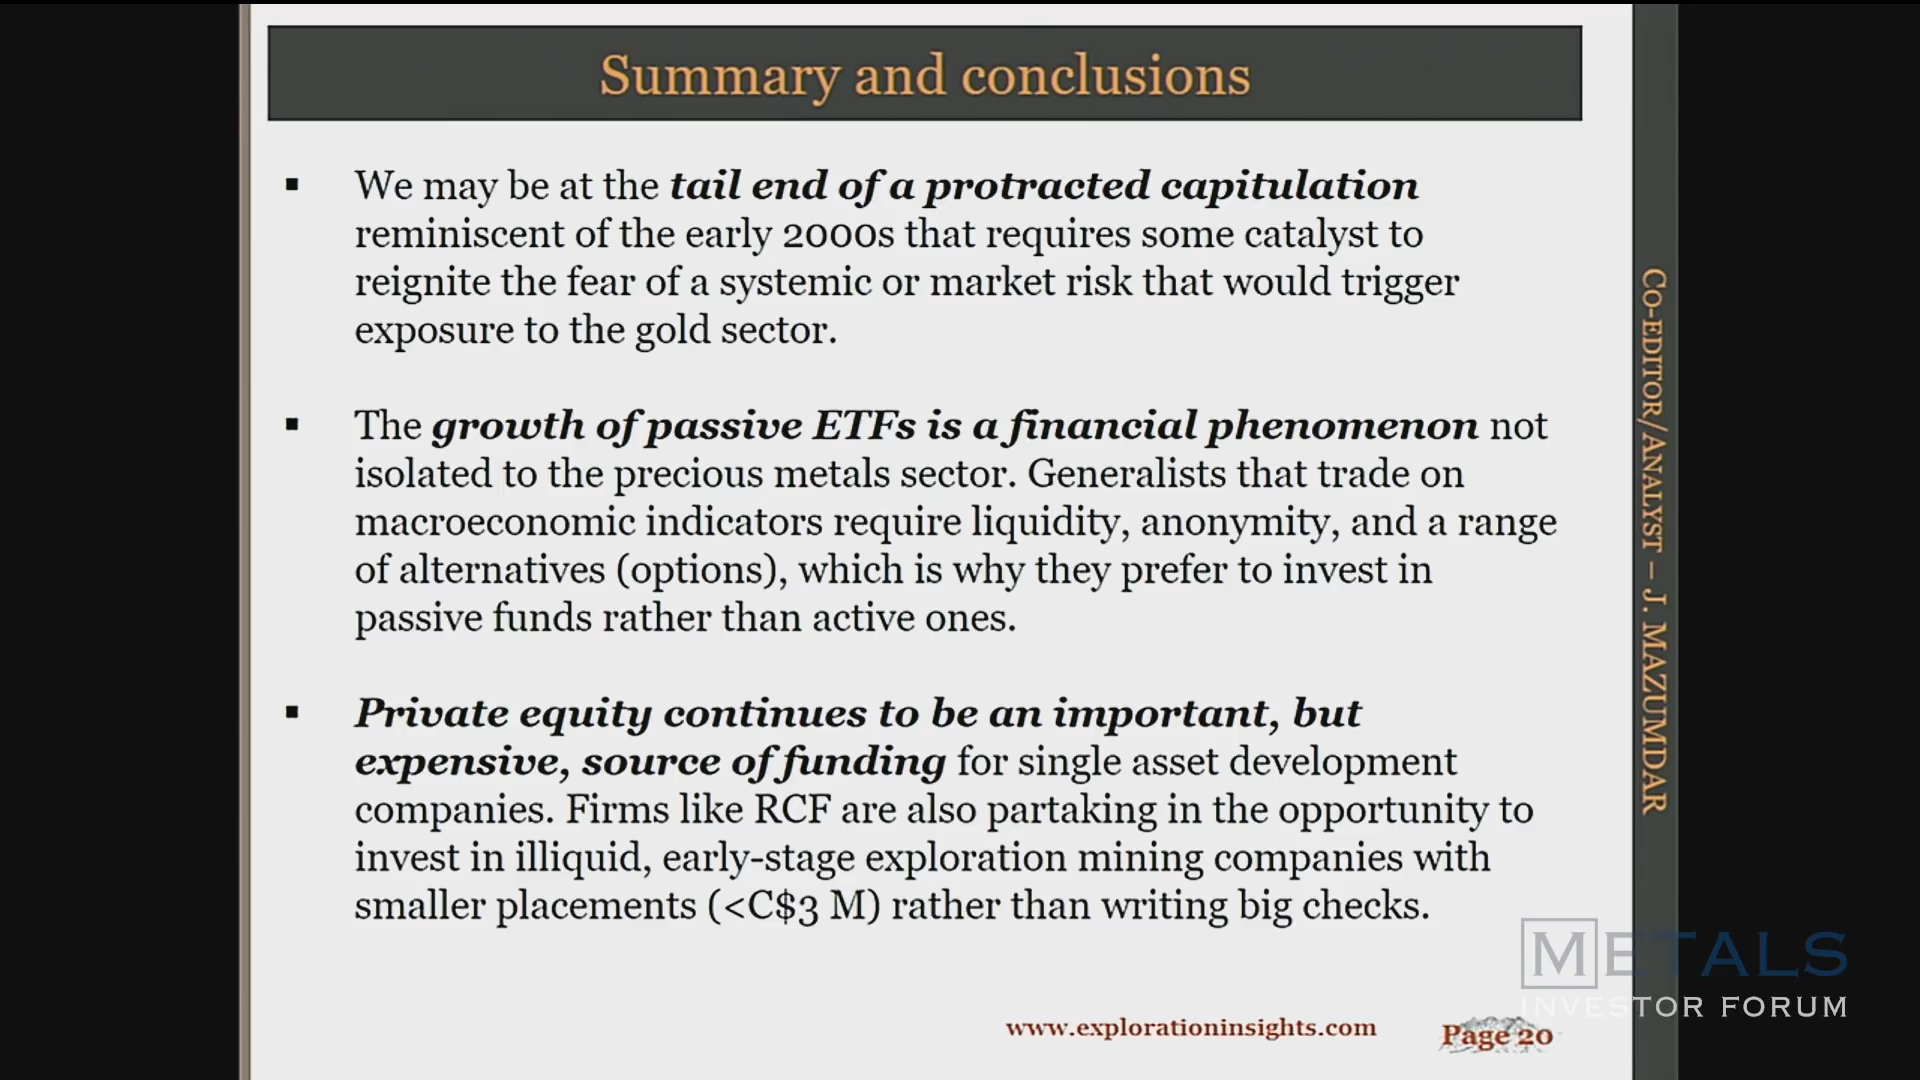 Summary and conclusions
▪ We may be at the tail end of a protracted capitulation
reminiscent of the early 2000s that requires some catalyst to
reignite the fear of a systemic or market risk that would trigger
exposure to the gold sector.
▪ The growth of passive ETFs is a financial phenomenon not
isolated to the precious metals sector. Generalists that trade on
macroeconomic indicators require liquidity, anonymity, and a range
of alternatives (options), which is why they prefer to invest in
passive funds rather than active ones.
▪ Private equity continues to be an important, but
expensive, source of funding for single asset development
companies. Firms like RCF are also partaking in the opportunity to
invest in illiquid, early-stage exploration mining companies with
smaller placements (<C$3 M) rather than writing big checks.
CO-EDITOR/ANALYST – J. MAZUMDAR
METALS
INVESTOR FORUM
www.explorationinsights.com
Page 20